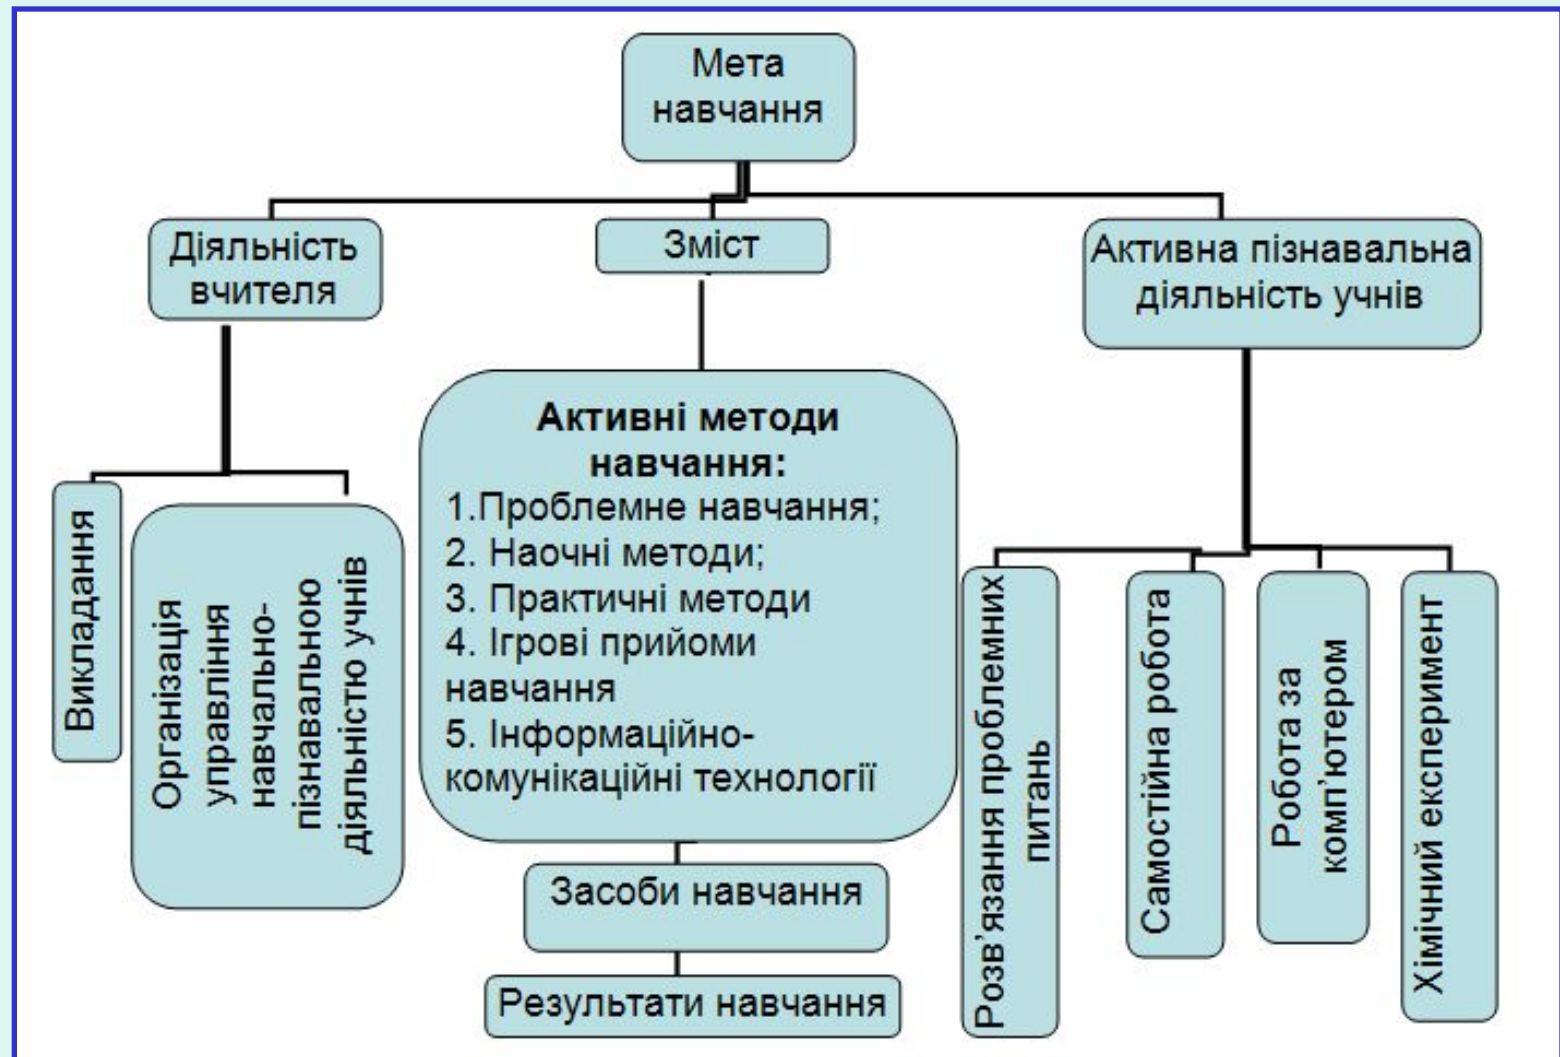 Мета
навчання
Діяльність
вчителя
Зміст
Активна пізнавальна
діяльність учнів
Викладання
Організація
управління
навчально-
пізнавальною
діяльністю учнів
Активні методи
навчання:
1.Проблемне навчання;
2. Наочні методи;
3. Практичні методи
4. Ігрові прийоми
навчання
5. Інформаційно-
комунікаційні технології
Засоби навчання
Результати навчання
Розв’язання проблемних
питань
Самостійна робота
Робота за
комп’ютером
Хімічний експеримент